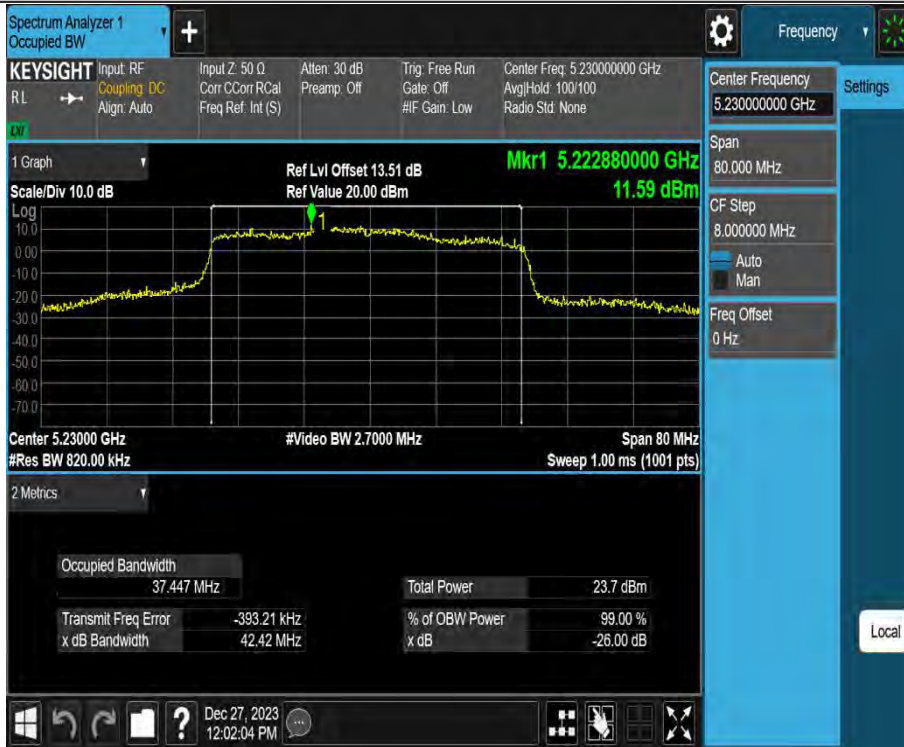 Spectrum Analyzer 1
Occupied BW
+
Frequency
KEYSIGHT
RL
LXI
Input: RF
Coupling: DC
Align: Auto
Input Z: 50 Ω
Corr CCorr RCal
Freq Ref: Int (S)
Atten: 30 dB
Preamp: Off
Trig: Free Run
Gate: Off
#IF Gain: Low
Center Freq: 5.230000000 GHz
Avg|Hold: 100/100
Radio Std: None
Center Frequency
5.230000000 GHz
Settings
Span
80.000 MHz
CF Step
8.000000 MHz
Auto
Man
Freq Offset
0 Hz
Local
1 Graph
Scale/Div 10.0 dB
Ref Lvl Offset 13.51 dB
Ref Value 20.00 dBm
Mkr1 5.222880000 GHz
11.59 dBm
Log
10.0
0.00
-10.0
-20.0
-30.0
-40.0
-50.0
-60.0
-70.0
1
Center 5.23000 GHz
#Res BW 820.00 kHz
#Video BW 2.7000 MHz
Span 80 MHz
Sweep 1.00 ms (1001 pts)
2 Metrics
Occupied Bandwidth
37.447 MHz
Total Power 23.7 dBm
Transmit Freq Error -393.21 kHz
% of OBW Power 99.00 %
x dB Bandwidth 42.42 MHz
x dB -26.00 dB
?
Dec 27, 2023
12:02:04 PM